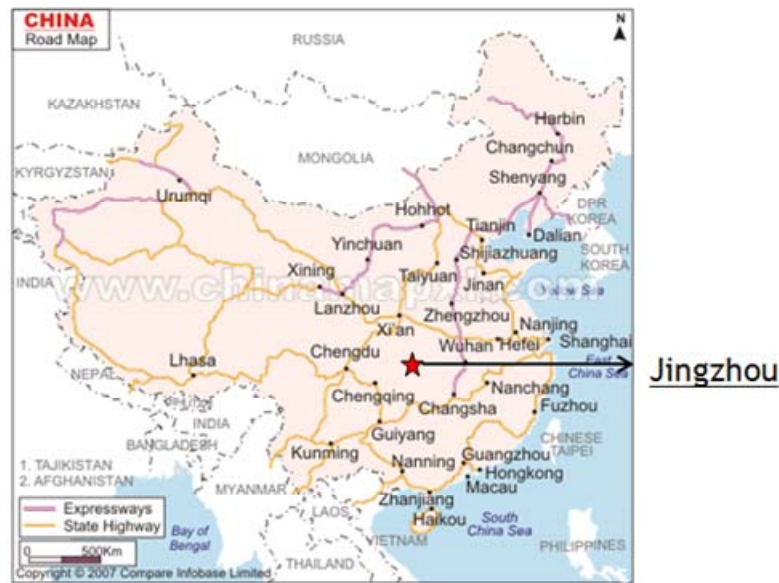 CHINA
Road Map
N
RUSSIA
KAZAKHSTAN
MONGOLIA
KYRGYZSTAN
Harbin
Changchun
Shenyang
Urumqi
Hohhot
Tianjin
DPR
KOREA
Dalian
SOUTH
KOREA
Yinchuan
Shijiazhuang
INDIA
Xining
Taiyuan
Jinan
www.chinamapxl.com
Yellow Sea
Lanzhou
Zhengzhou
Xi'an
Nanjing
Wuhan
Hefei
Shanghai
Chengdu
Lhasa
East
China Sea
Jingzhou
NEPAL
Chengqing
Nanchang
Changsha
Fuzhou
INDIA
Guiyang
BANGLADESH
Kunming
CHINESE
TAIPEI
Guangzhou
Nanning
Hongkong
1. TAJIKISTAN
2. AFGHANISTAN
MYANMAR
Macau
Zhanjiang
Expressways
LAOS
Haikou
State Highway
Bay of
Bengal
South
China Sea
VIETNAM
PHILIPPINES
0
500Km
THAILAND
Copyright © 2007 Compare Infobase Limited